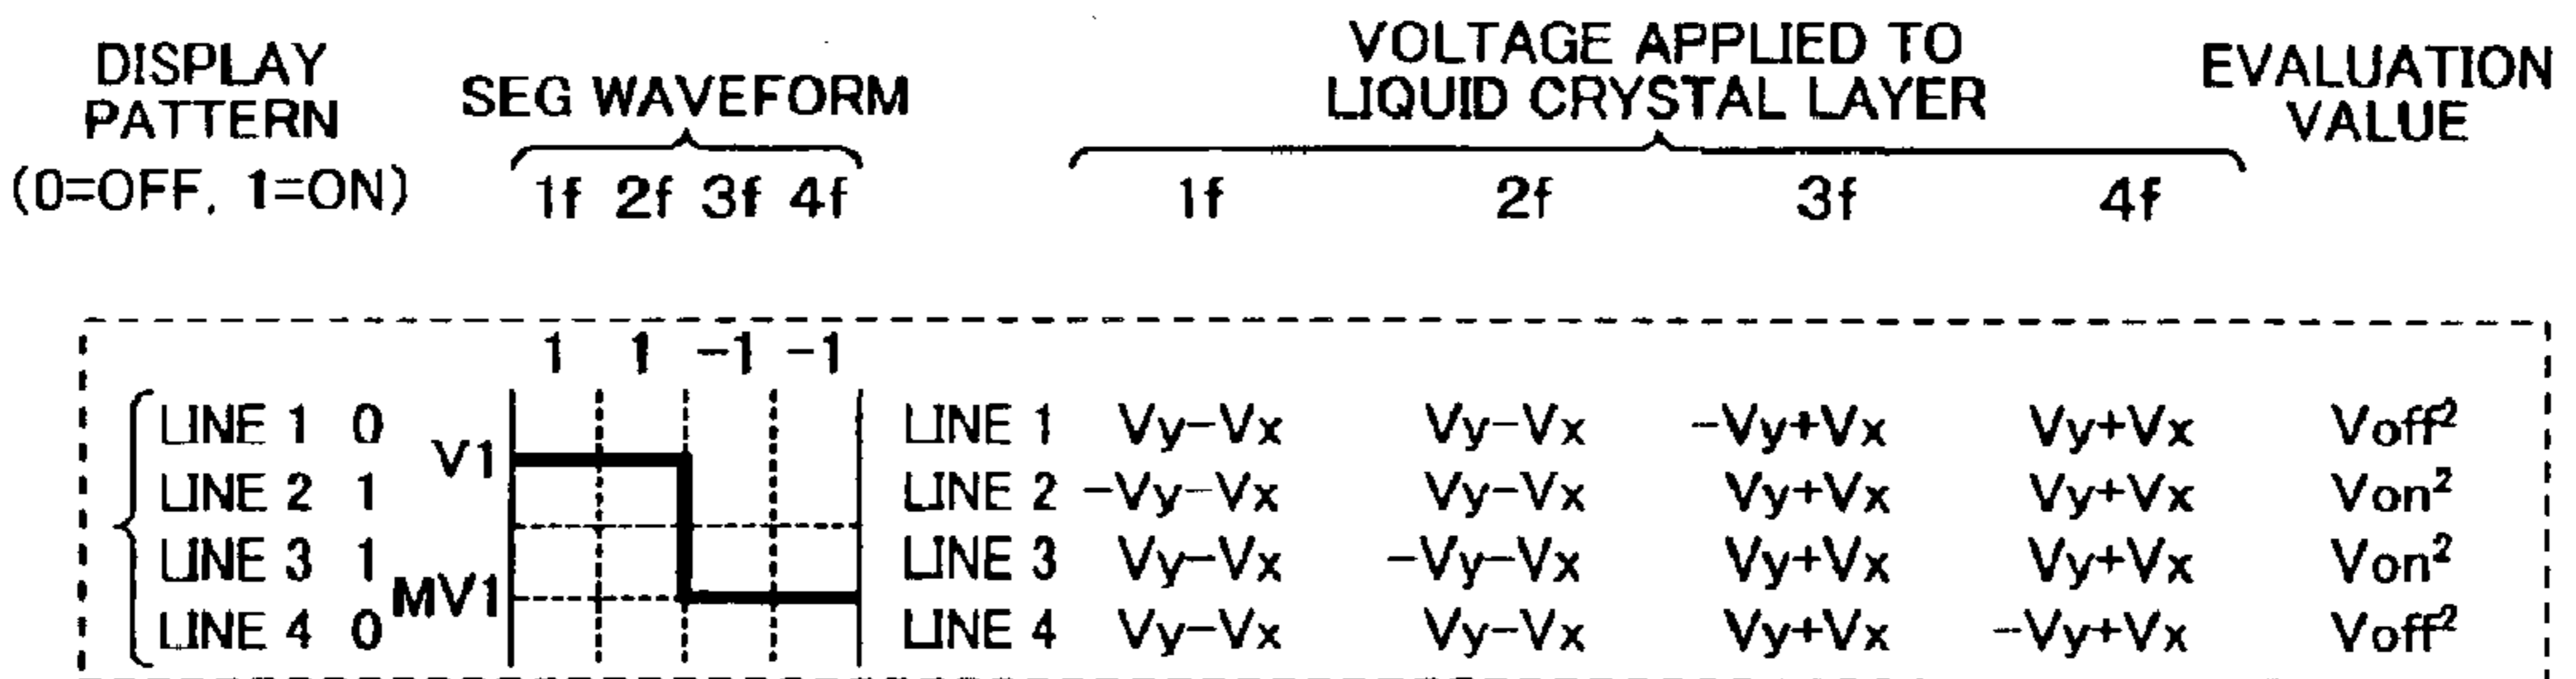 DISPLAY PATTERN
(0=OFF, 1=ON)
SEG WAVEFORM
1f 2f 3f 4f
VOLTAGE APPLIED TO
LIQUID CRYSTAL LAYER
1f 2f 3f 4f
EVALUATION
VALUE
1 1 -1 -1
LINE 1 0
LINE 2 1
LINE 3 1
LINE 4 0
V1
MV1
LINE 1 Vy-Vx Vy-Vx -Vy+Vx Vy+Vx Voff²
LINE 2 -Vy-Vx Vy-Vx Vy+Vx Vy+Vx Von²
LINE 3 Vy-Vx -Vy-Vx Vy+Vx Vy+Vx Von²
LINE 4 Vy-Vx Vy-Vx Vy+Vx -Vy+Vx Voff²